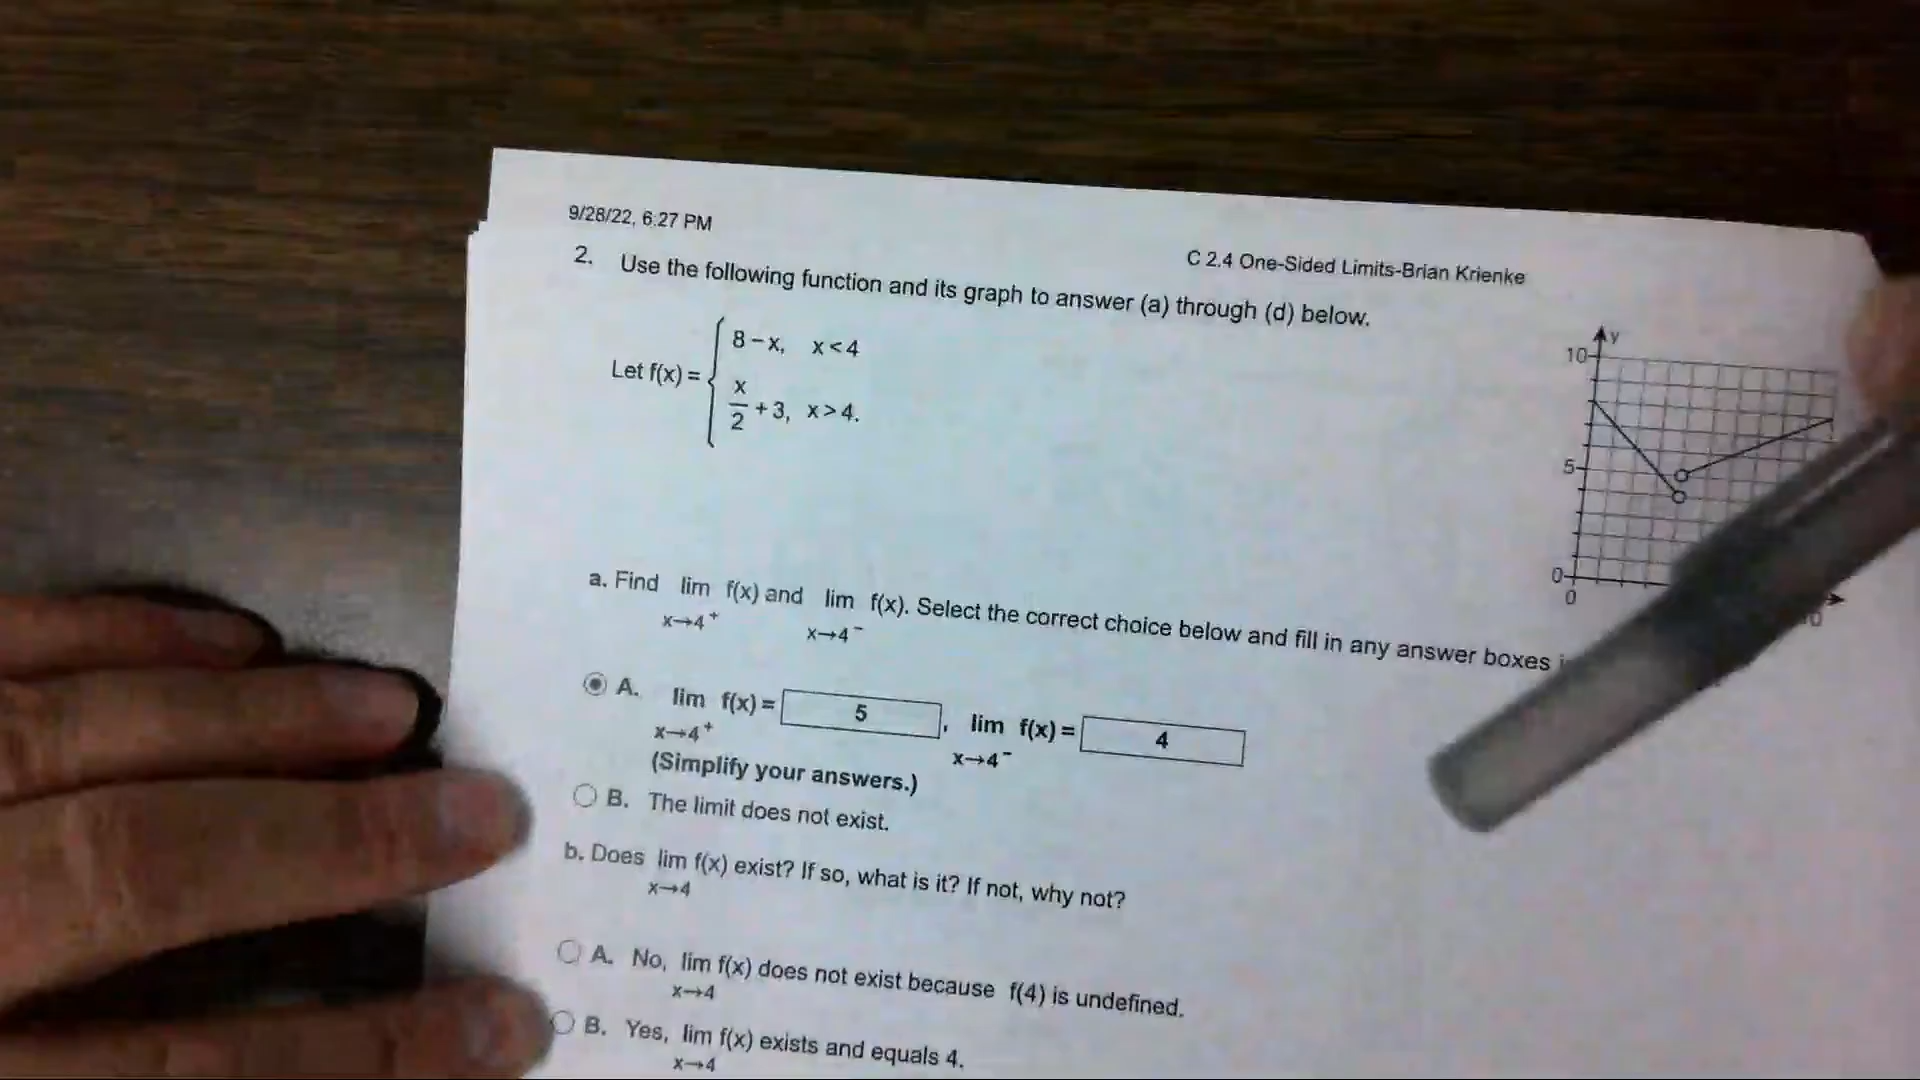 9/28/22, 6:27 PM
C 2.4 One-Sided Limits-Brian Krienke
2. Use the following function and its graph to answer (a) through (d) below.
Let f(x) = { 8 − x, x < 4
x/2 + 3, x > 4.
y
10
5
0
0
a. Find lim f(x) and lim f(x). Select the correct choice below and fill in any answer boxes
x→4⁺ x→4⁻
A. lim f(x) = 5, lim f(x) = 4
x→4⁺ x→4⁻
(Simplify your answers.)
B. The limit does not exist.
b. Does lim f(x) exist? If so, what is it? If not, why not?
x→4
A. No, lim f(x) does not exist because f(4) is undefined.
x→4
B. Yes, lim f(x) exists and equals 4.
x→4